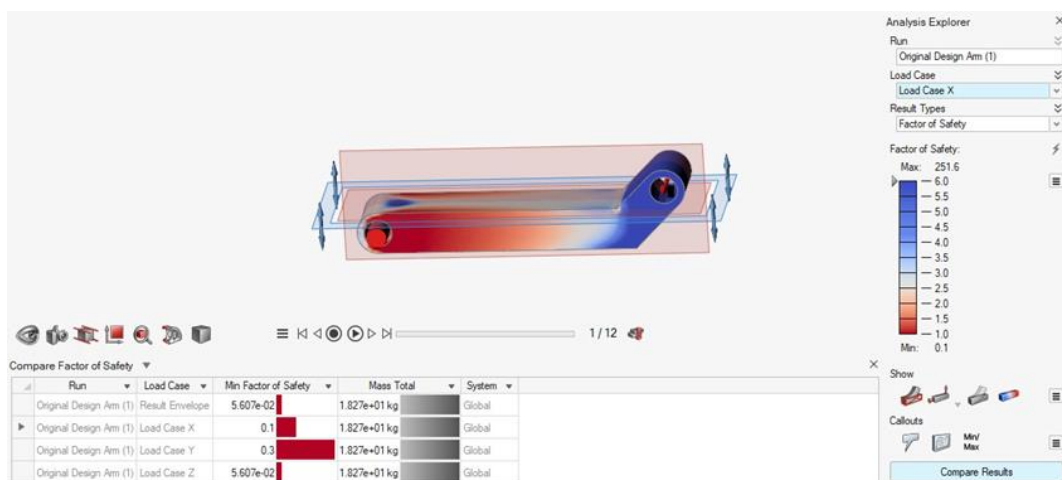 Analysis Explorer
Run
Original Design Arm (1)
Load Case
Load Case X
Result Types
Factor of Safety
Factor of Safety:
Max: 251.6
6.0
5.5
5.0
4.5
4.0
3.5
3.0
2.5
2.0
1.5
1.0
Min: 0.1
Show
Callouts
Min/
Max
Compare Results
1 / 12
Compare Factor of Safety
Run Load Case Min Factor of Safety Mass Total System
Original Design Arm (1) Result Envelope 5.607e-02 1.827e+01 kg Global
Original Design Arm (1) Load Case X 0.1 1.827e+01 kg Global
Original Design Arm (1) Load Case Y 0.3 1.827e+01 kg Global
Original Design Arm (1) Load Case Z 5.607e-02 1.827e+01 kg Global